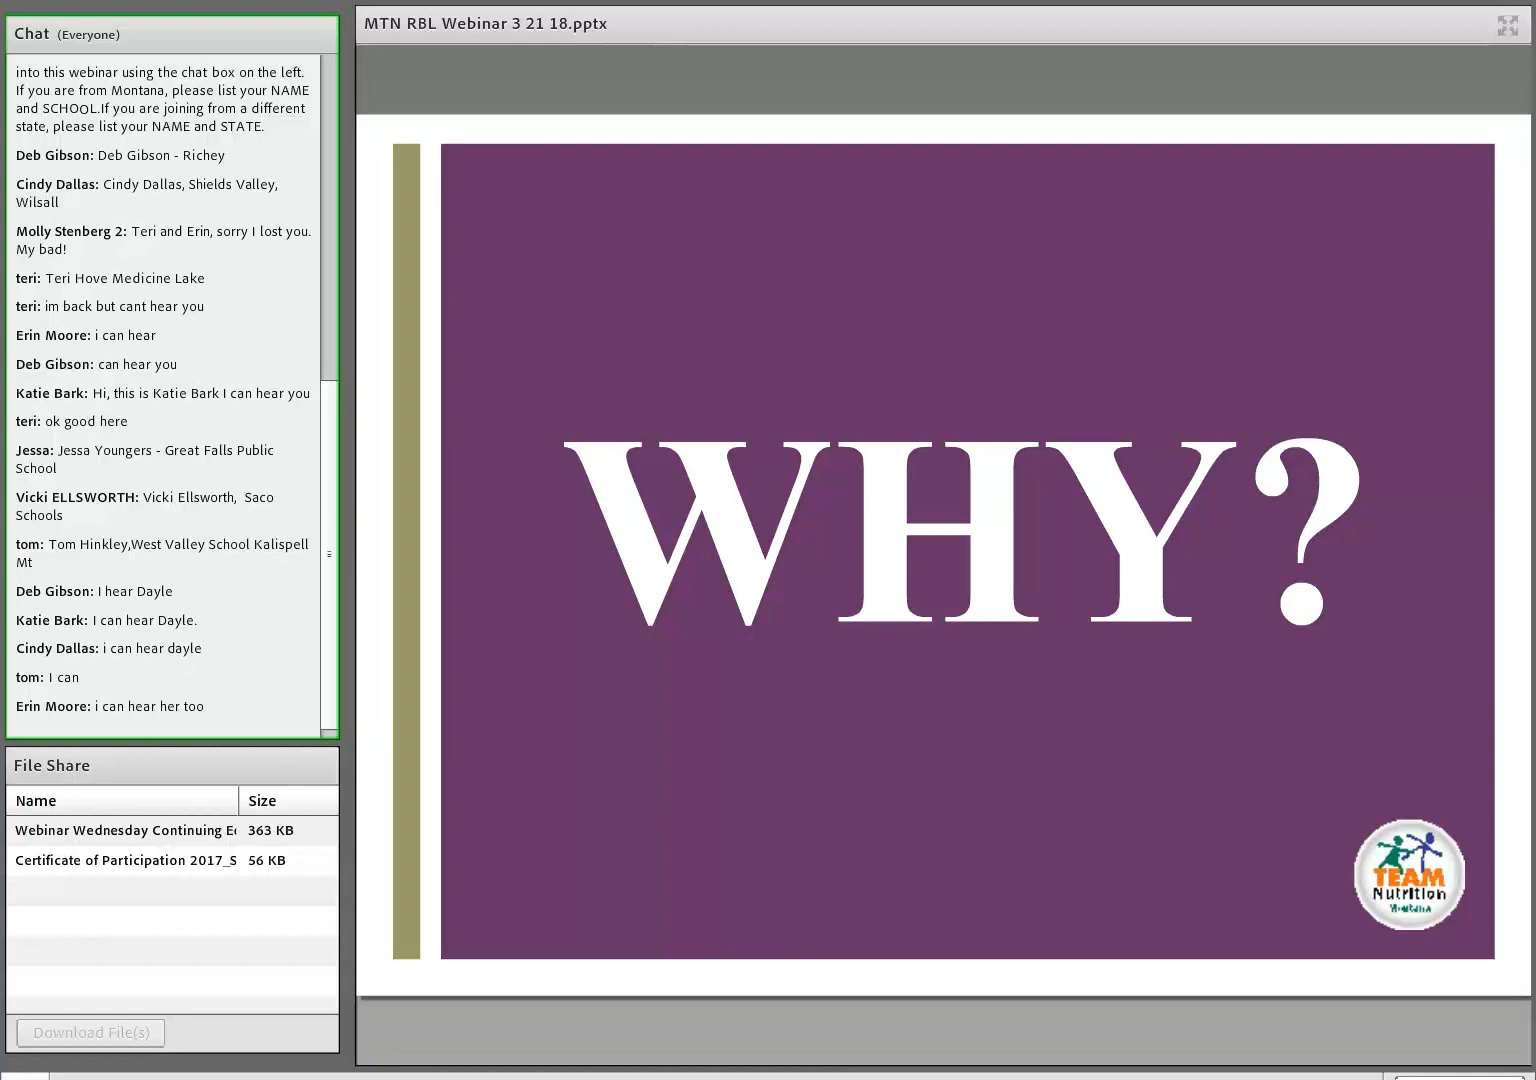 Chat (Everyone)
into this webinar using the chat box on the left.
If you are from Montana, please list your NAME
and SCHOOL.If you are joining from a different
state, please list your NAME and STATE.
Deb Gibson: Deb Gibson - Richey
Cindy Dallas: Cindy Dallas, Shields Valley,
Wilsall
Molly Stenberg 2: Teri and Erin, sorry I lost you.
My bad!
teri: Teri Hove Medicine Lake
teri: im back but cant hear you
Erin Moore: i can hear
Deb Gibson: can hear you
Katie Bark: Hi, this is Katie Bark I can hear you
teri: ok good here
Jessa: Jessa Youngers - Great Falls Public
School
Vicki ELLSWORTH: Vicki Ellsworth, Saco
Schools
tom: Tom Hinkley,West Valley School Kalispell
Mt
Deb Gibson: I hear Dayle
Katie Bark: I can hear Dayle.
Cindy Dallas: i can hear dayle
tom: I can
Erin Moore: i can hear her too
File Share
Name Size
Webinar Wednesday Continuing Ec 363 KB
Certificate of Participation 2017_S 56 KB
Download File(s)
MTN RBL Webinar 3 21 18.pptx
WHY?
TEAM
Nutrition
Montana